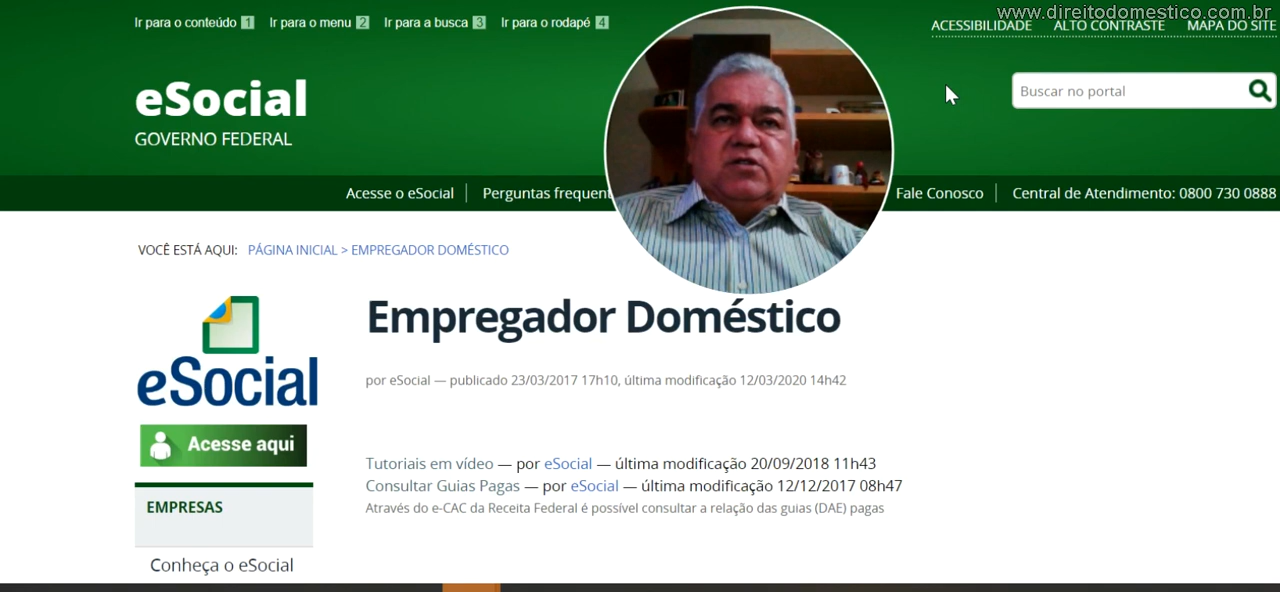 www.direitodomestico.com.br
Ir para o conteúdo 1 Ir para o menu 2 Ir para a busca 3 Ir para o rodapé 4
ACESSIBILIDADE ALTO CONTRASTE MAPA DO SITE
eSocial
GOVERNO FEDERAL
Buscar no portal
Acesse o eSocial Perguntas frequent Fale Conosco Central de Atendimento: 0800 730 0888
VOCÊ ESTÁ AQUI: PÁGINA INICIAL > EMPREGADOR DOMÉSTICO
eSocial
Acesse aqui
EMPRESAS
Conheça o eSocial
Empregador Doméstico
por eSocial — publicado 23/03/2017 17h10, última modificação 12/03/2020 14h42
Tutoriais em vídeo — por eSocial — última modificação 20/09/2018 11h43
Consultar Guias Pagas — por eSocial — última modificação 12/12/2017 08h47
Através do e-CAC da Receita Federal é possível consultar a relação das guias (DAE) pagas